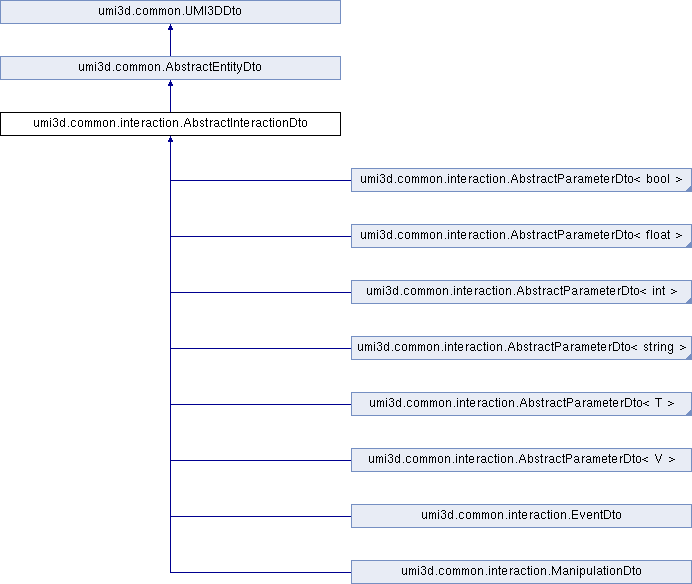 umi3d.common.UMI3DDto
umi3d.common.AbstractEntityDto
umi3d.common.interaction.AbstractInteractionDto
umi3d.common.interaction.AbstractParameterDto< bool >
umi3d.common.interaction.AbstractParameterDto< float >
umi3d.common.interaction.AbstractParameterDto< int >
umi3d.common.interaction.AbstractParameterDto< string >
umi3d.common.interaction.AbstractParameterDto< T >
umi3d.common.interaction.AbstractParameterDto< V >
umi3d.common.interaction.EventDto
umi3d.common.interaction.ManipulationDto